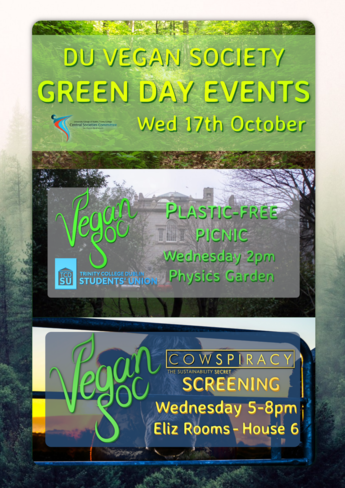 DU VEGAN SOCIETY
GREEN DAY EVENTS
Wed 17th October
Vegan
Soc
PLASTIC-FREE
PICNIC
Wednesday 2pm
Physics Garden
SU
TRINITY COLLEGE DUBLIN
STUDENTS' UNION
Vegan
Soc
COWSPIRACY
THE SUSTAINABILITY SECRET
SCREENING
Wednesday 5-8pm
Eliz Rooms - House 6